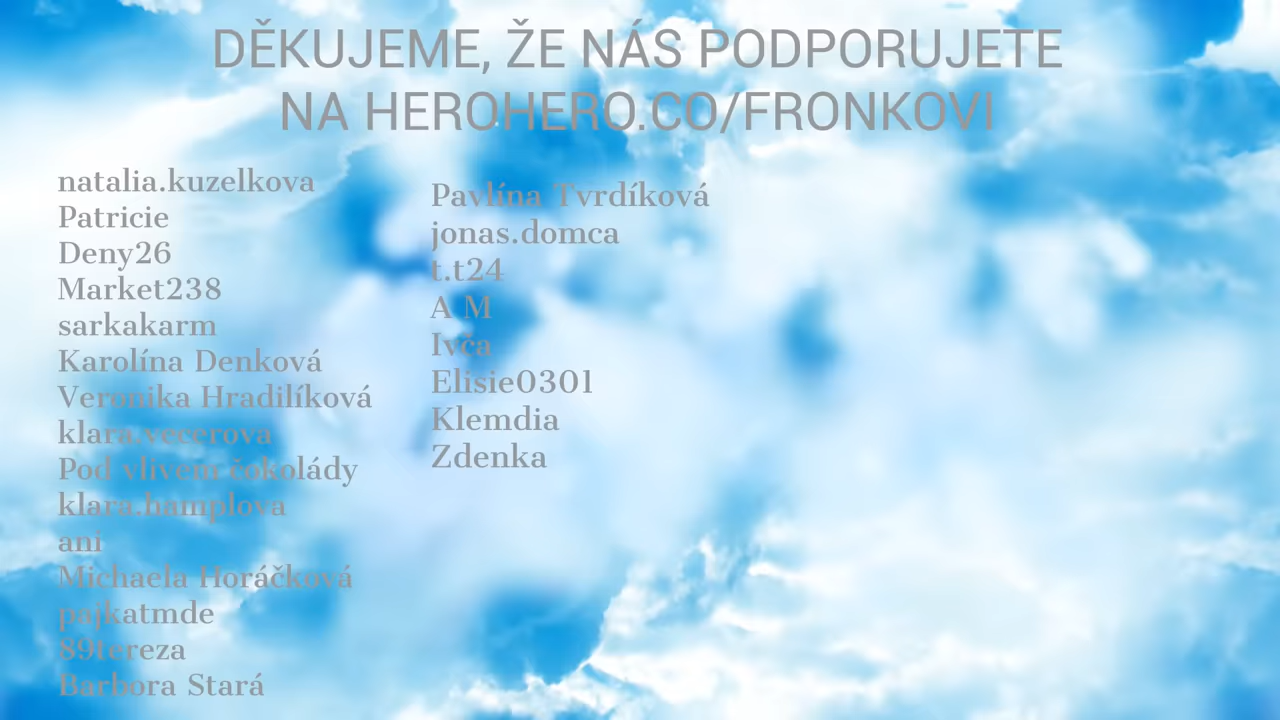 DĚKUJEME, ŽE NÁS PODPORUJETE
NA HEROHERO.CO/FRONKOVI
natalia.kuzelkova
Patricie
Deny26
Market238
sarkakarm
Karolína Denková
Veronika Hradilíková
klara.vecerova
Pod vlivem čokolády
klara.hamplova
ani
Michaela Horáčková
pajkatmde
89tereza
Barbora Stará
Pavlína Tvrdíková
jonas.domca
t.t24
A M
Ivča
Elisie0301
Klemdia
Zdenka